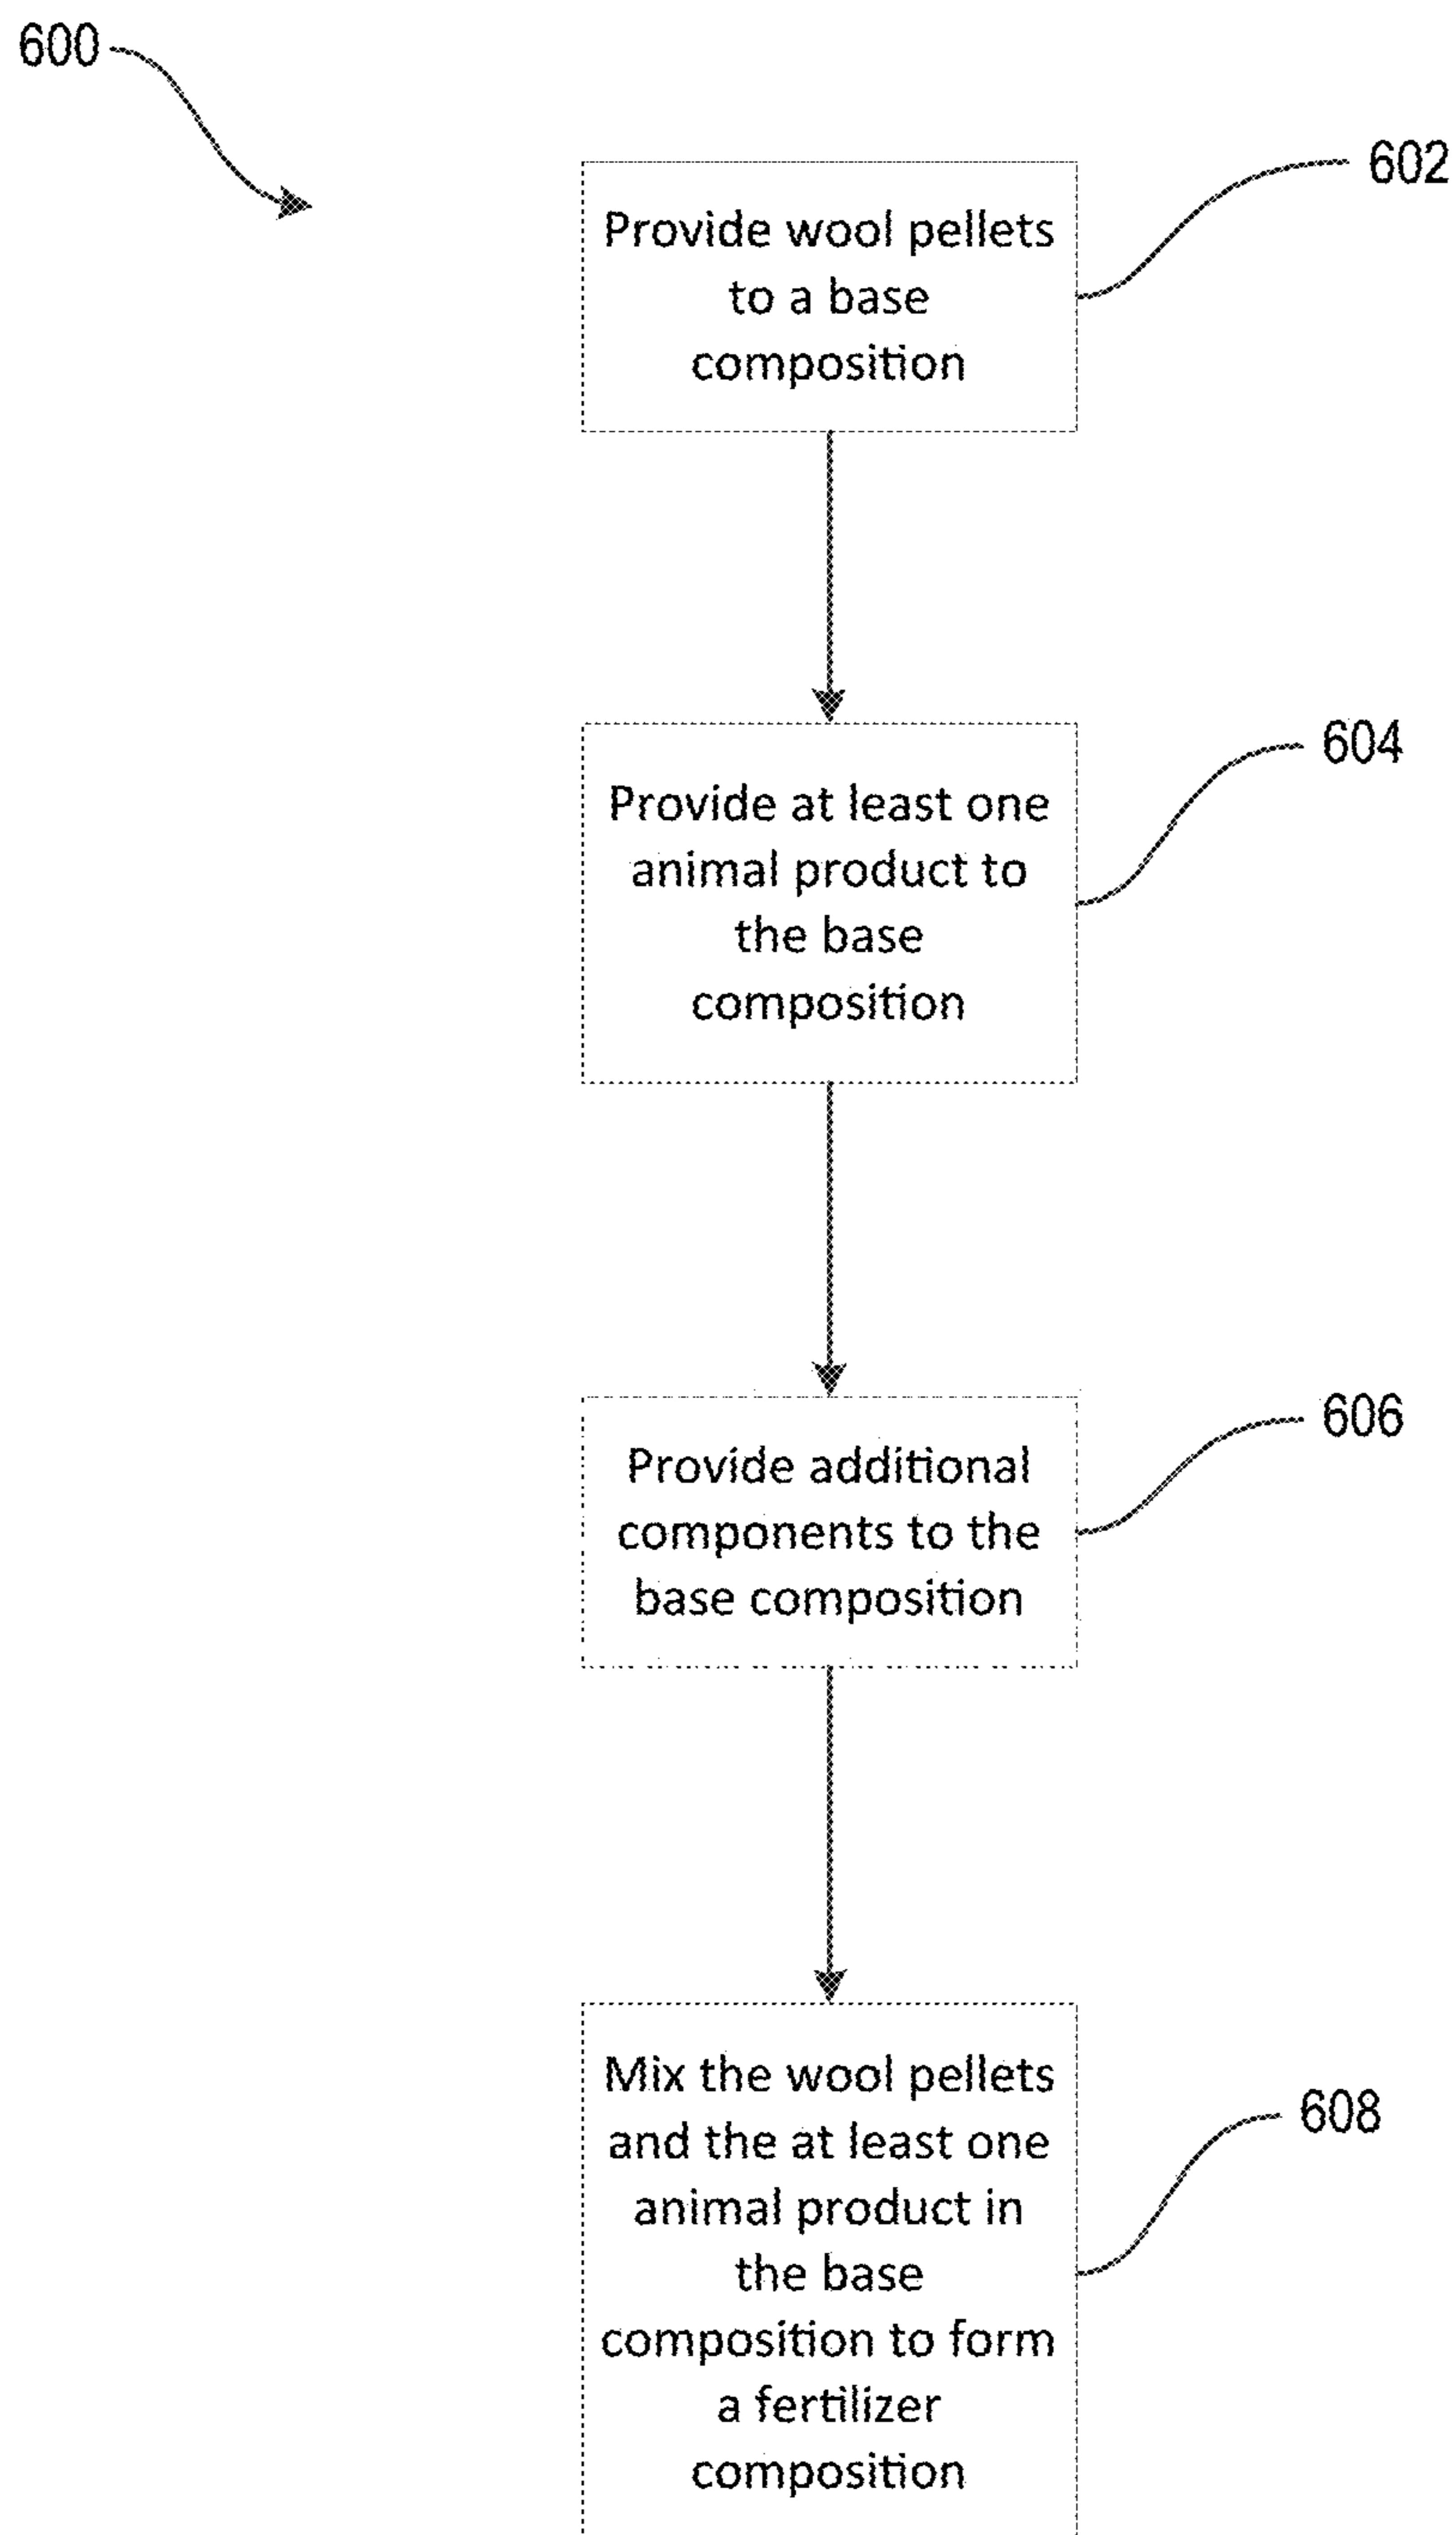 600
602
Provide wool pellets
to a base
composition
604
Provide at least one
animal product to
the base
composition
606
Provide additional
components to the
base composition
608
Mix the wool pellets
and the at least one
animal product in
the base
composition to form
a fertilizer
composition